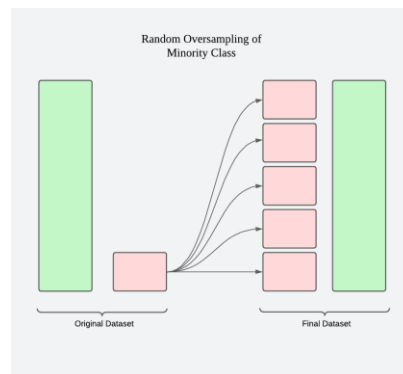 Random Oversampling of
Minority Class
Original Dataset
Final Dataset